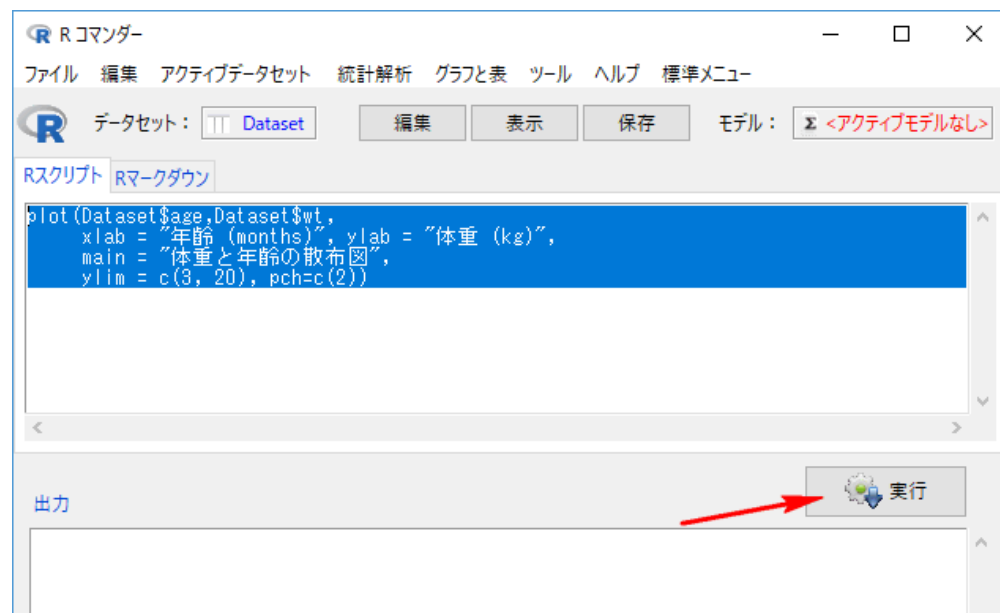 R コマンダー
ファイル 編集 アクティブデータセット 統計解析 グラフと表 ツール ヘルプ 標準メニュー
データセット： Dataset 編集 表示 保存 モデル： Σ <アクティブモデルなし>
Rスクリプト Rマークダウン
plot(Dataset$age,Dataset$wt,
xlab = "年齢 (months)", ylab = "体重 (kg)",
main = "体重と年齢の散布図",
ylim = c(3, 20), pch=c(2))
実行
出力